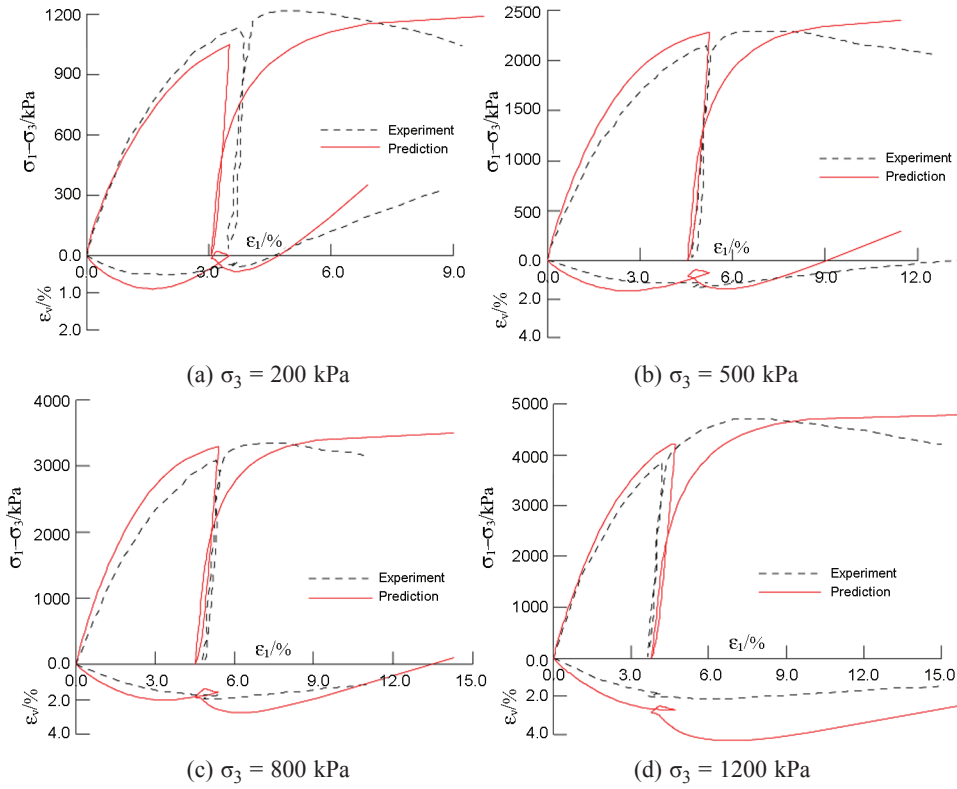 1200
900
600
300
0.0
1.0
2.0
σ₁–σ₃/kPa
εᵥ/%
ε₁/%
0.0 3.0 6.0 9.0
Experiment
Prediction
(a) σ₃ = 200 kPa
2500
2000
1500
1000
500
0.0
2.0
4.0
σ₁–σ₃/kPa
εᵥ/%
ε₁/%
0.0 3.0 6.0 9.0 12.0
Experiment
Prediction
(b) σ₃ = 500 kPa
4000
3000
2000
1000
0.0
2.0
4.0
σ₁–σ₃/kPa
εᵥ/%
ε₁/%
0.0 3.0 6.0 9.0 12.0 15.0
Experiment
Prediction
(c) σ₃ = 800 kPa
5000
4000
3000
2000
1000
0.0
2.0
4.0
σ₁–σ₃/kPa
εᵥ/%
ε₁/%
0.0 3.0 6.0 9.0 12.0 15.0
Experiment
Prediction
(d) σ₃ = 1200 kPa